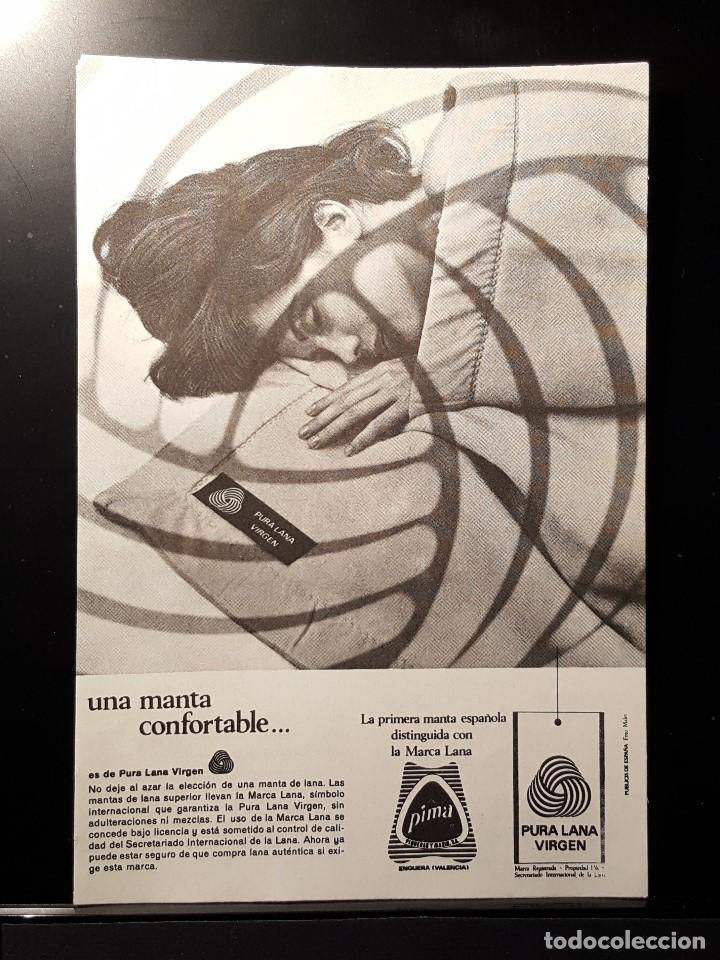 PURA LANA
VIRGEN
una manta
confortable...
es de Pura Lana Virgen
No deje al azar la elección de una manta de lana. Las
mantas de lana superior llevan la Marca Lana, símbolo
internacional que garantiza la Pura Lana Virgen, sin
adulteraciones ni mezclas. El uso de la Marca Lana se
concede bajo licencia y está sometido al control de cali-
dad del Secretariado Internacional de la Lana. Ahora ya
puede estar seguro de que compra lana auténtica si exi-
ge esta marca.
La primera manta española
distinguida con
la Marca Lana
pima
ENGUERA (VALENCIA)
PURA LANA
VIRGEN
Marca Registrada - Propiedad
Secretariado Internacional de la
PUBLICIS DE ESPAÑA Foto
todocoleccion
todocoleccion.net